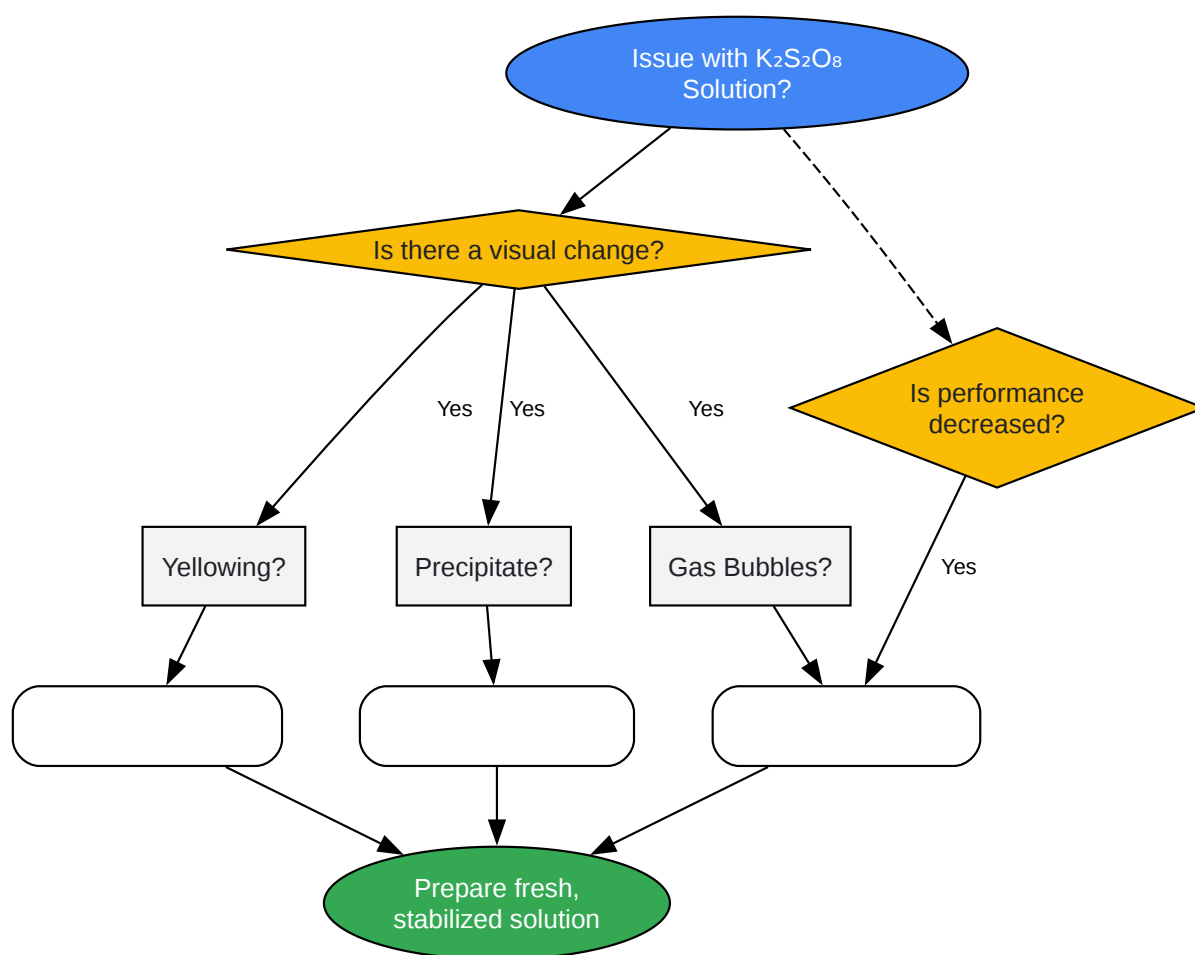 Issue with K₂S₂O₈
Solution?
Is there a visual change?
Is performance
decreased?
Yes
Yes
Yes
Yellowing?
Precipitate?
Gas Bubbles?
Yes
Prepare fresh,
stabilized solution